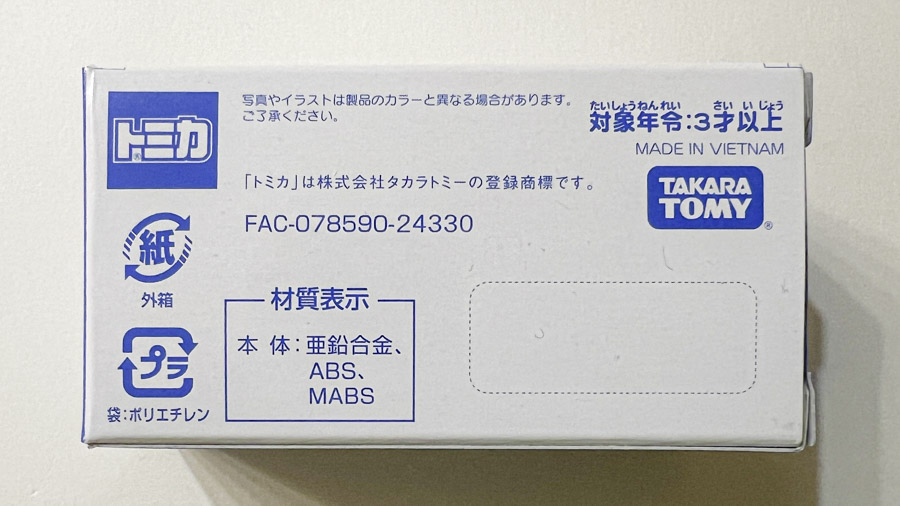 トミカ®
写真やイラストは製品のカラーと異なる場合があります。
ご了承ください。
たいしょうねんれい さい い じょう
対象年令:3才以上
MADE IN VIETNAM
「トミカ」は株式会社タカラトミーの登録商標です。
TAKARA
TOMY®
FAC-078590-24330
紙
外箱
プラ
袋:ポリエチレン
材質表示
本 体:亜鉛合金、
ABS、
MABS